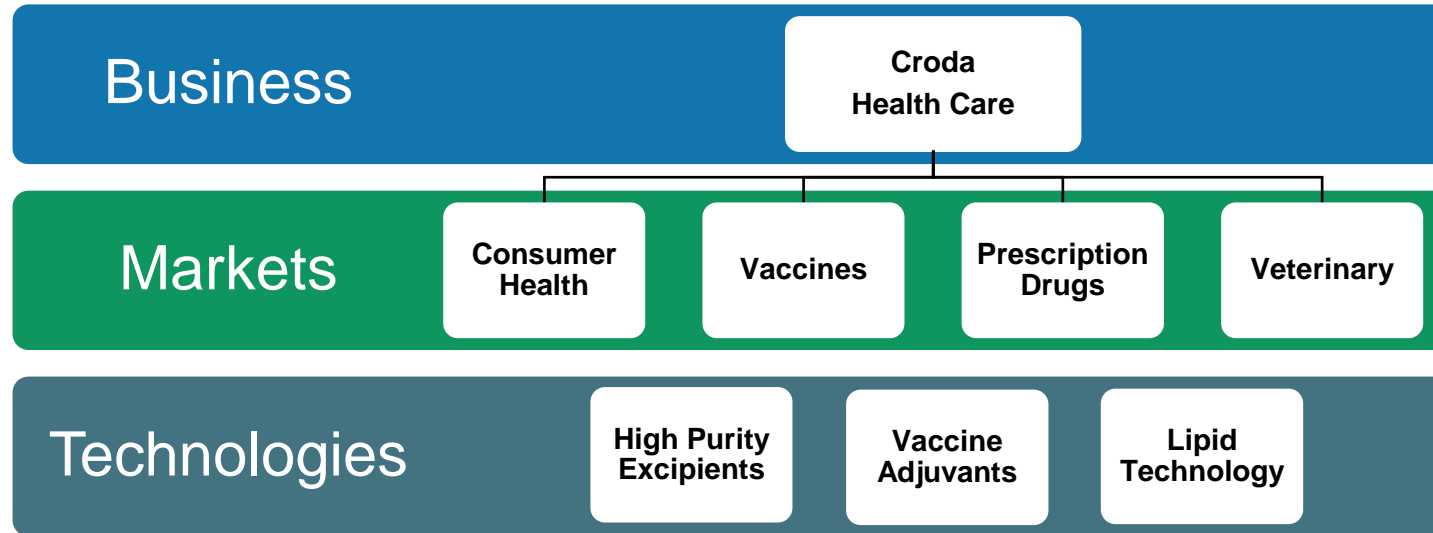 Business
Croda
Health Care
Markets
Consumer
Health
Vaccines
Prescription
Drugs
Veterinary
Technologies
High Purity
Excipients
Vaccine
Adjuvants
Lipid
Technology